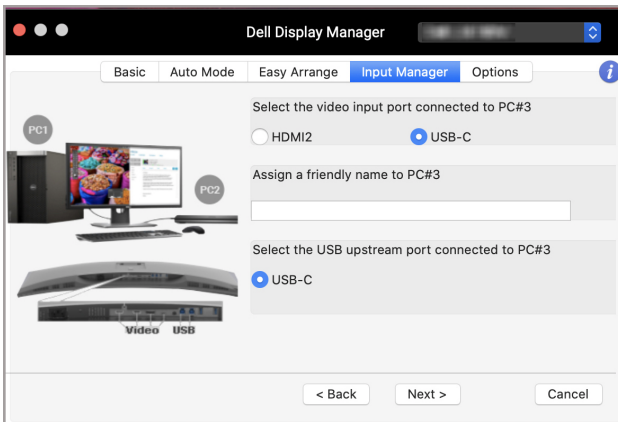 Dell Display Manager
Basic Auto Mode Easy Arrange Input Manager Options
i
Select the video input port connected to PC#3
HDMI2 USB-C
Assign a friendly name to PC#3
Select the USB upstream port connected to PC#3
USB-C
PC1
PC2
Video USB
< Back Next > Cancel